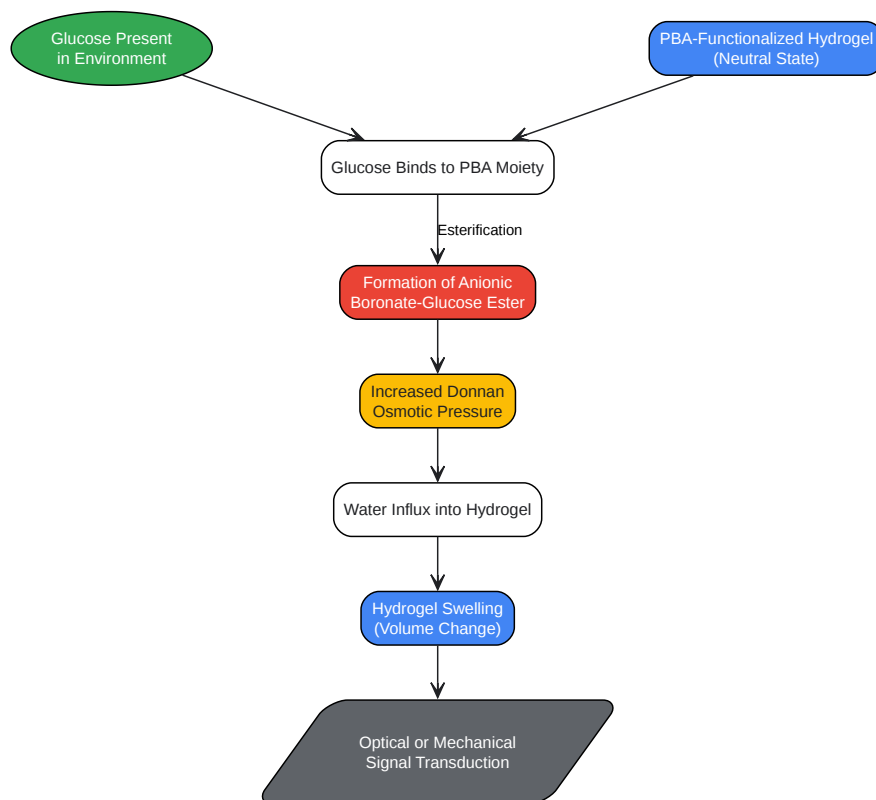 Glucose Present
in Environment
PBA-Functionalized Hydrogel
(Neutral State)
Glucose Binds to PBA Moiety
Esterification
Formation of Anionic
Boronate-Glucose Ester
Increased Donnan
Osmotic Pressure
Water Influx into Hydrogel
Hydrogel Swelling
(Volume Change)
Optical or Mechanical
Signal Transduction